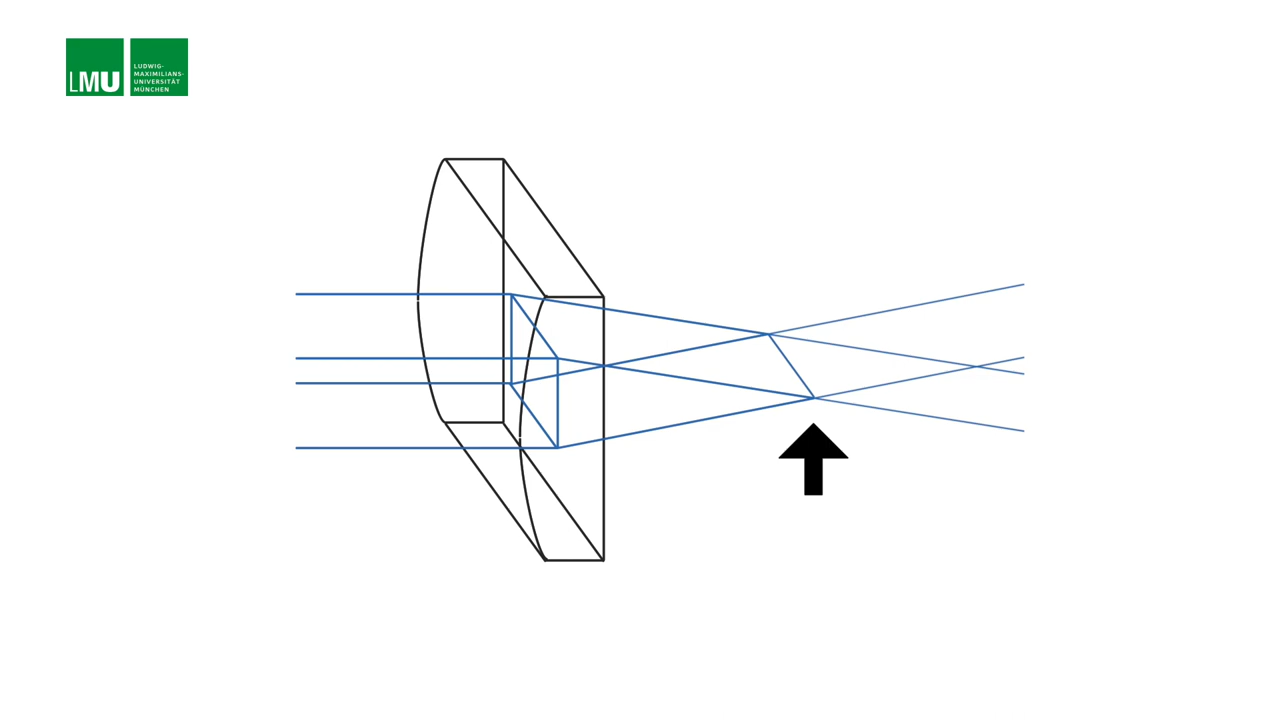 LMU
LUDWIG-
MAXIMILIANS-
UNIVERSITÄT
MÜNCHEN